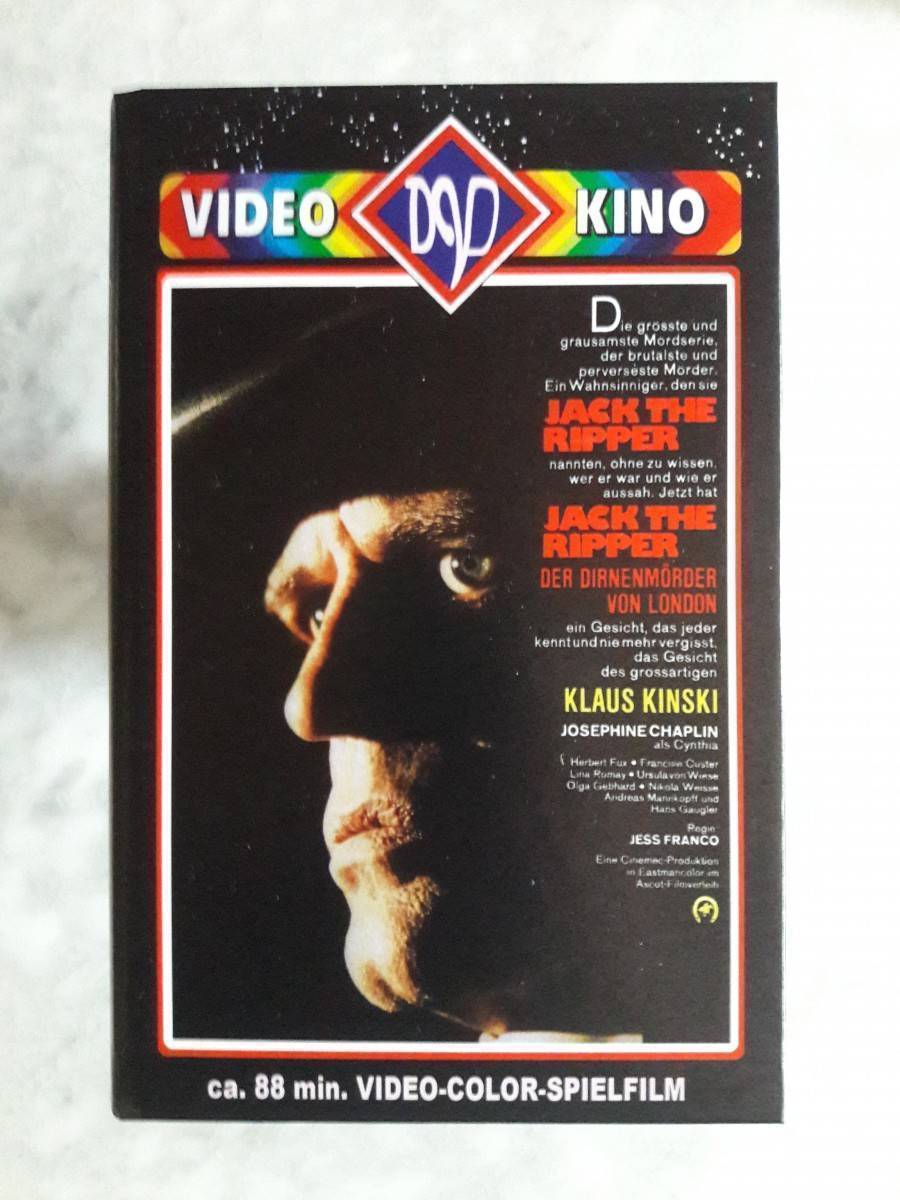 VIDEO DGP KINO
Die grösste und
grausamste Mordserie,
der brutalste und
perverseste Mörder.
Ein Wahnsinniger, den sie
JACK THE
RIPPER
nannten, ohne zu wissen,
wer er war und wie er
aussah. Jetzt hat
JACK THE
RIPPER
DER DIRNENMÖRDER
VON LONDON
ein Gesicht, das jeder
kennt und nie mehr vergisst,
das Gesicht
des grossartigen
KLAUS KINSKI
JOSEPHINE CHAPLIN
als Cynthia
Herbert Fux • Francine Custer
Lina Romay • Ursula von Wiese
Olga Gebhard • Nikola Weisse
Andreas Mannkopff und
Hans Gaugler
Regie:
JESS FRANCO
Eine Cinemec-Produktion
in Eastmancolor im
Ascot-Filmverleih
ca. 88 min. VIDEO-COLOR-SPIELFILM